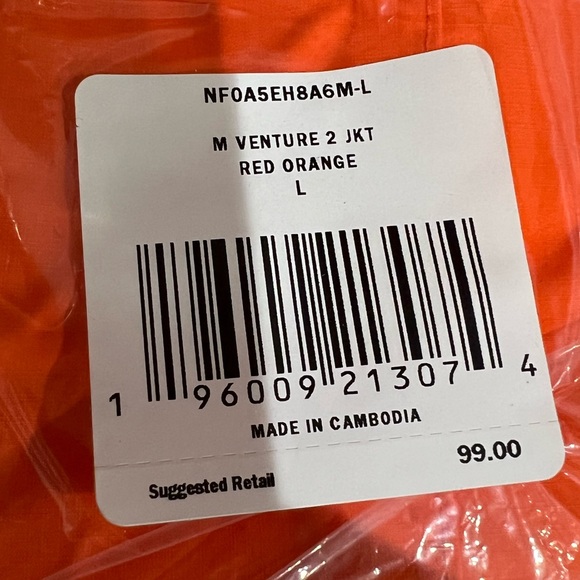 NF0A5EH8A6M-L
M VENTURE 2 JKT
RED ORANGE
L
1 96009 21307 4
MADE IN CAMBODIA
99.00
Suggested Retail